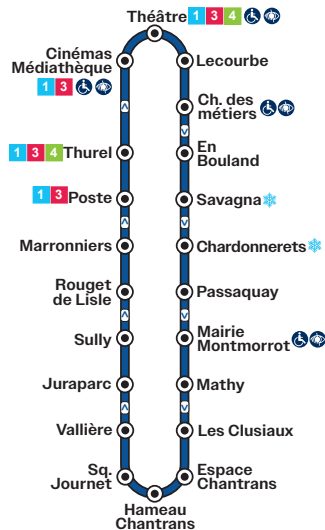 Théâtre 1 3 4
Cinémas
Médiathèque
1 3
Lecourbe
Ch. des
métiers
1 3 4 Thurel
En
Bouland
1 3 Poste
Savagna
Marronniers
Chardonnerets
Rouget
de Lisle
Passaquay
Sully
Mairie
Montmorrot
Juraparc
Mathy
Vallière
Les Clusiaux
Sq.
Journet
Espace
Chantrans
Hameau
Chantrans